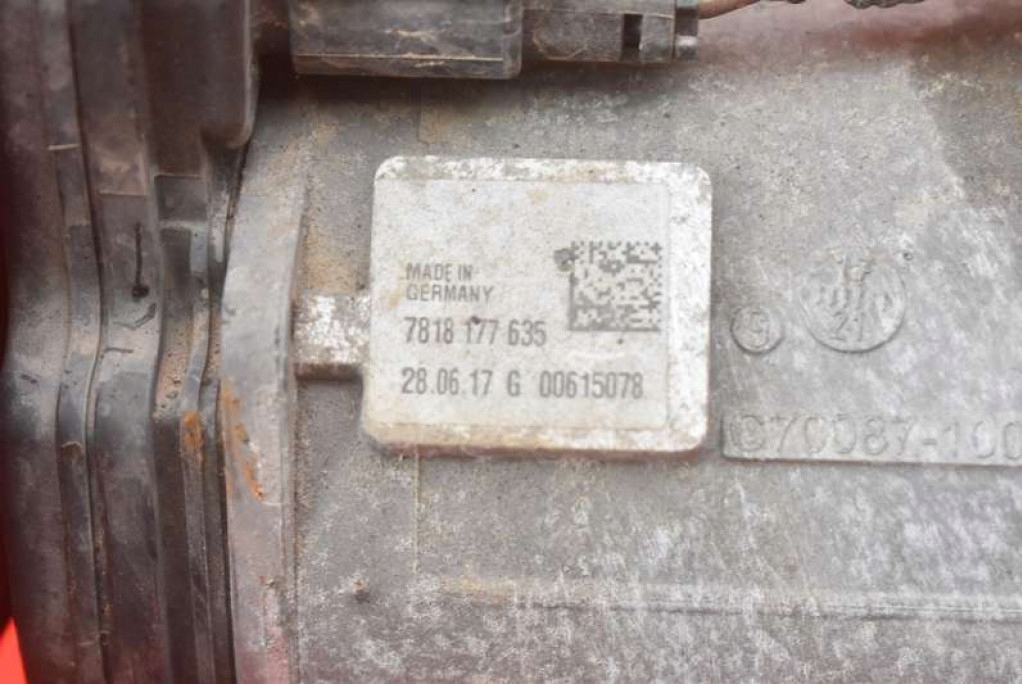 MADE IN
GERMANY
7818 177 635
28.06.17 G 00615078